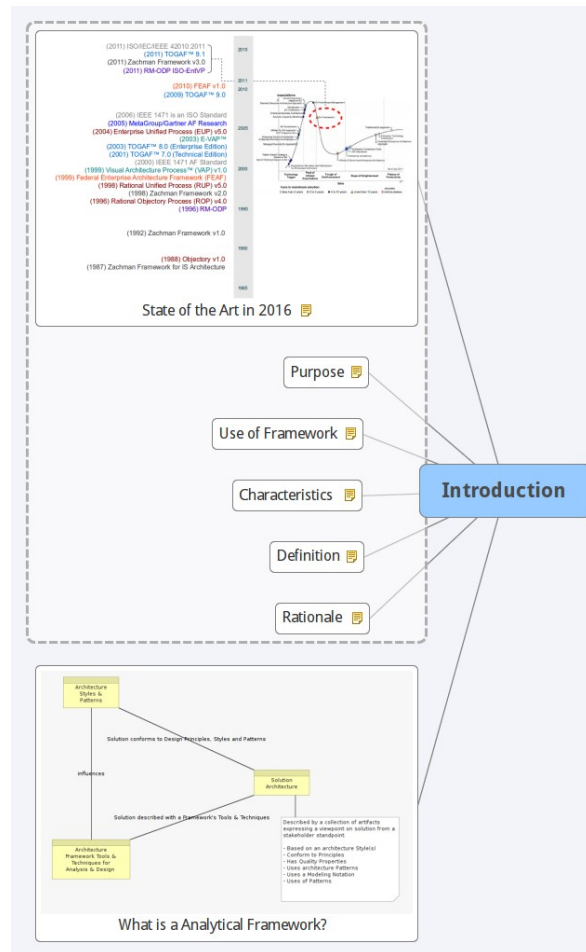 (2011) ISO/IEC/IEEE 42010:2011
(2011) TOGAF™ 9.1
(2011) Zachman Framework v3.0
(2011) RM-ODP ISO-EntVP
(2010) FEAF v1.0
(2009) TOGAF™ 9.0
(2006) IEEE 1471 is an ISO Standard
(2005) MetaGroup/Gartner AF Research
(2004) Enterprise Unified Process (EUP) v5.0
(2003) E-VAP™
(2003) TOGAF™ 8.0 (Enterprise Edition)
(2001) TOGAF™ 7.0 (Technical Edition)
(2000) IEEE 1471 AF Standard
(1999) Visual Architecture Process™ (VAP) v1.0
(1999) Federal Enterprise Architecture Framework (FEAF)
(1998) Rational Unified Process (RUP) v5.0
(1998) Zachman Framework v2.0
(1996) Rational Objectory Process (ROP) v4.0
(1996) RM-ODP
(1992) Zachman Framework v1.0
(1988) Objectory v1.0
(1987) Zachman Framework for IS Architecture
2015
2011
2010
2005
2000
1995
1990
1985
State of the Art in 2016
Purpose
Use of Framework
Characteristics
Introduction
Definition
Rationale
Architecture
Styles &
Patterns
Solution conforms to Design Principles, Styles and Patterns
influences
Solution
Architecture
Solution described with a Framework's Tools & Techniques
Architecture
Framework Tools &
Techniques for
Analysis & Design
Described by a collection of artifacts
expressing a viewpoint on solution from a
stakeholder standpoint
- Based on an architecture Style(s)
- Conform to Principles
- Has Quality Properties
- Uses architecture Patterns
- Uses a Modeling Notation
- Uses of Patterns
What is a Analytical Framework?